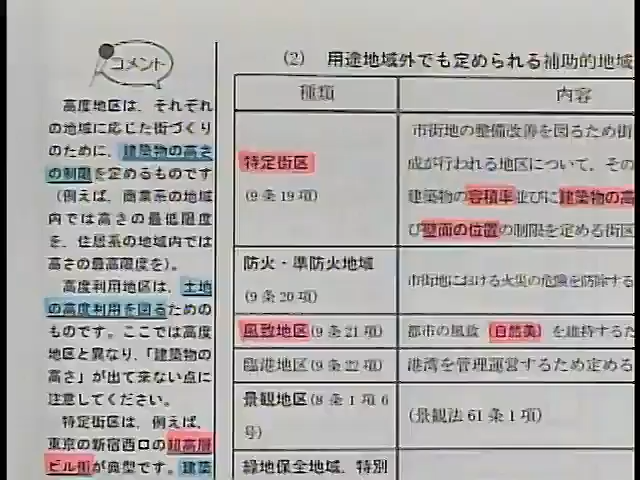 コメント
高度地区は、それぞれ
の地域に応じた街づくり
のために、建築物の高さ
の制限を定めるものです
(例えば、商業系の地域
内では高さの最低限度
を、住居系の地域内では
高さの最高限度を)。
高度利用地区は、土地
の高度利用を図るための
ものです。ここでは高度
地区と異なり、「建築物の
高さ」が出て来ない点に
注意してください。
特定街区は、例えば、
東京の新宿西口の超高層
ビル街が典型です。建築
(2) 用途地域外でも定められる補助的地域
種類
内容
特定街区
(9条19項)
市街地の整備改善を図るため街
成が行われる地区について、その
建築物の容積率並びに建築物の高
び壁面の位置の制限を定める街区
防火・準防火地域
(9条20項)
市街地における火災の危険を防除する
風致地区(9条21項)
都市の風致(自然美)を維持するた
臨港地区(9条22項)
港湾を管理運営するため定める
景観地区(8条1項6
号)
(景観法61条1項)
緑地保全地域、特別